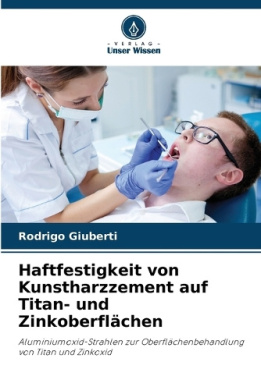 VERLAG
Unser Wissen
Rodrigo Giuberti
Haftfestigkeit von
Kunstharzzement auf
Titan- und
Zinkoberflächen
Aluminiumoxid-Strahlen zur Oberflächenbehandlung
von Titan und Zinkoxid